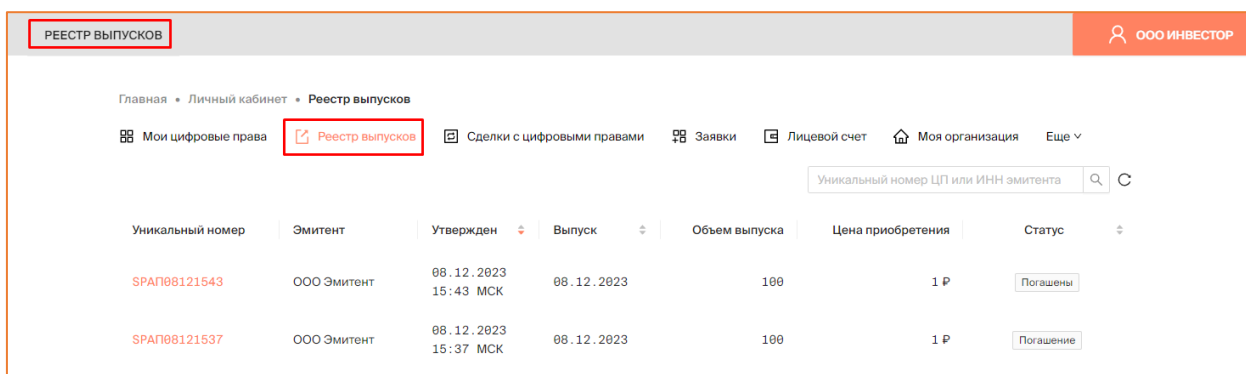 РЕЕСТР ВЫПУСКОВ ООО ИНВЕСТОР
Главная • Личный кабинет • Реестр выпусков
Мои цифровые права Реестр выпусков Сделки с цифровыми правами Заявки Лицевой счет Моя организация Еще
Уникальный номер ЦП или ИНН эмитента
Уникальный номер Эмитент Утвержден Выпуск Объем выпуска Цена приобретения Статус
SPAП08121543 ООО Эмитент 08.12.2023 15:43 МСК 08.12.2023 100 1 ₽ Погашены
SPAП08121537 ООО Эмитент 08.12.2023 15:37 МСК 08.12.2023 100 1 ₽ Погашение